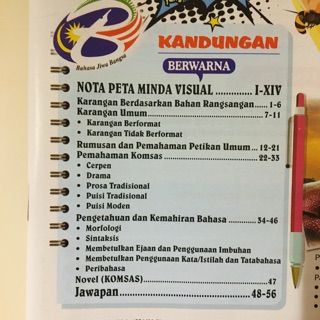 Bahasa Jiwa Bangsa
KANDUNGAN
BERWARNA
NOTA PETA MINDA VISUAL ........ I-XIV
Karangan Berdasarkan Bahan Rangsangan...... 1-6
Karangan Umum................................ 7-11
• Karangan Berformat
• Karangan Tidak Berformat
Rumusan dan Pemahaman Petikan Umum ... 12-21
Pemahaman Komsas............................ 22-33
• Cerpen
• Drama
• Prosa Tradisional
• Puisi Tradisional
• Puisi Moden
Pengetahuan dan Kemahiran Bahasa .......... 34-46
• Morfologi
• Sintaksis
• Membetulkan Ejaan dan Penggunaan Imbuhan
• Membetulkan Penggunaan Kata/Istilah dan Tatabahasa
• Peribahasa
Novel (KOMSAS)................................ 47
Jawapan........................................ 48-56